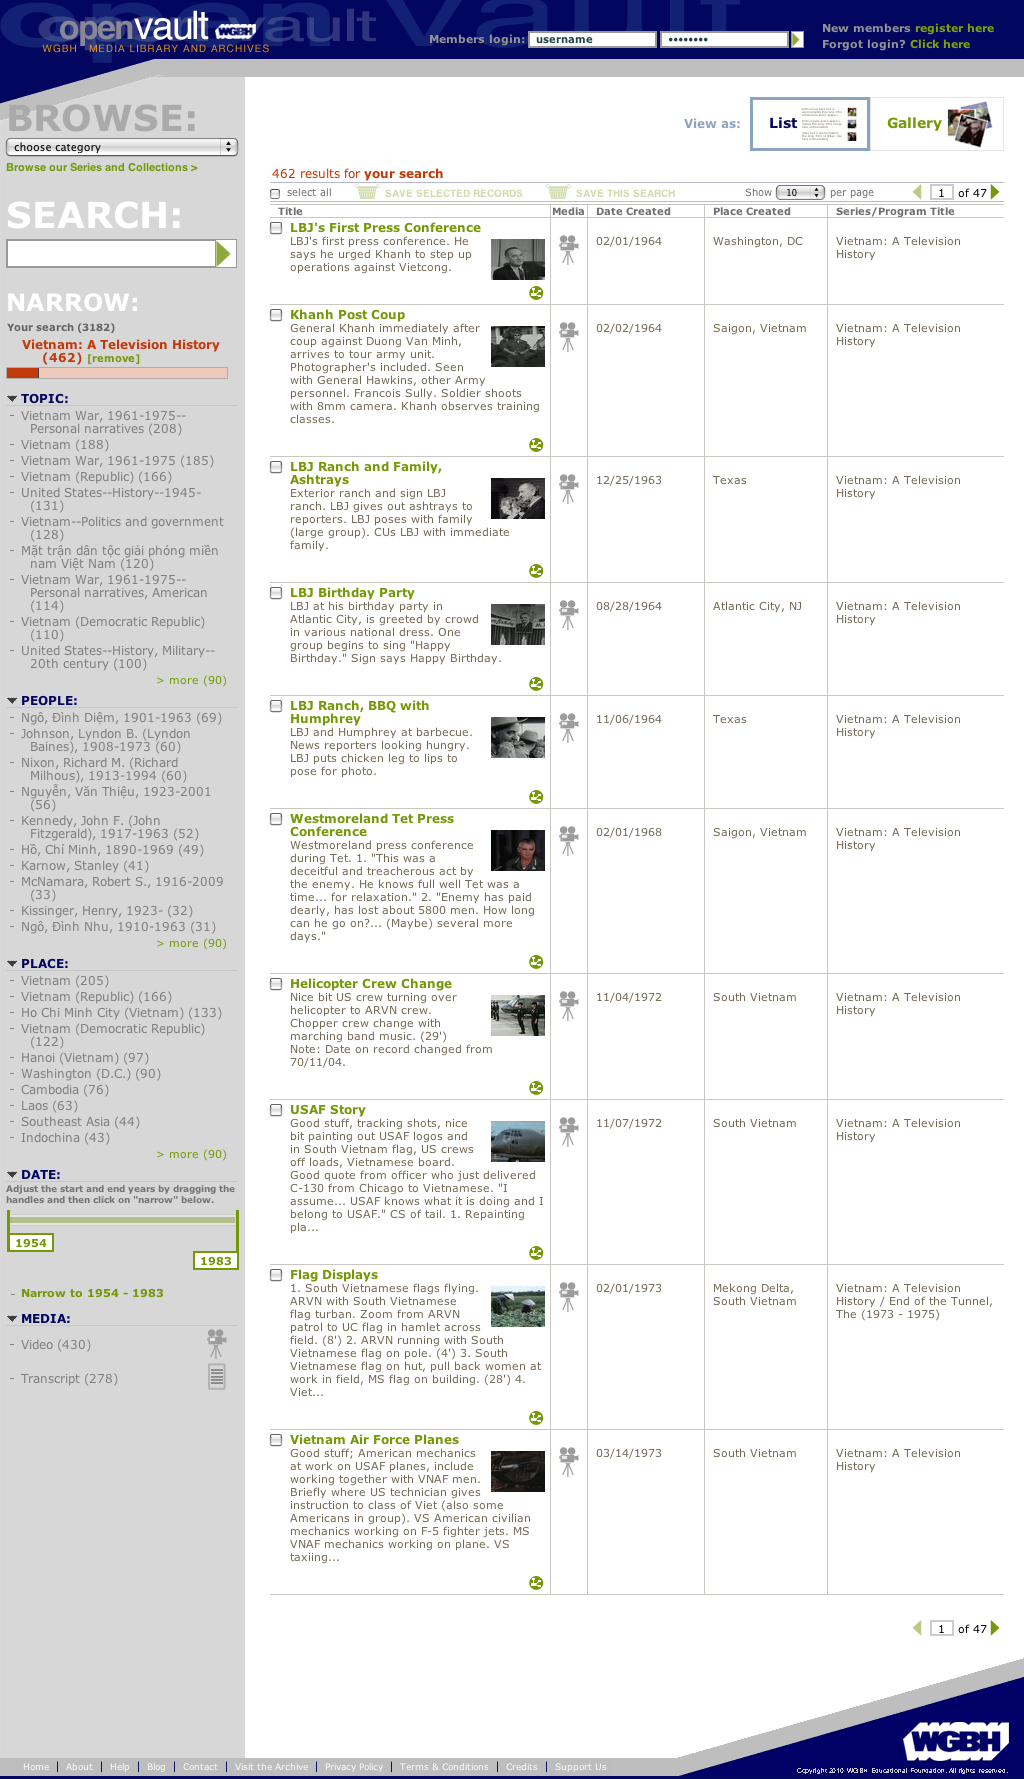 openvault WGBH
WGBH MEDIA LIBRARY AND ARCHIVES
Members login: username ••••••••
New members register here
Forgot login? Click here
BROWSE:
choose category
Browse our Series and Collections >
SEARCH:
NARROW:
Your search (3182)
Vietnam: A Television History
(462) [remove]
TOPIC:
- Vietnam War, 1961-1975--
Personal narratives (208)
- Vietnam (188)
- Vietnam War, 1961-1975 (185)
- Vietnam (Republic) (166)
- United States--History--1945-
(131)
- Vietnam--Politics and government
(128)
- Mặt trận dân tộc giải phóng miền
nam Việt Nam (120)
- Vietnam War, 1961-1975--
Personal narratives, American
(114)
- Vietnam (Democratic Republic)
(110)
- United States--History, Military--
20th century (100)
> more (90)
PEOPLE:
- Ngô, Đình Diệm, 1901-1963 (69)
- Johnson, Lyndon B. (Lyndon
Baines), 1908-1973 (60)
- Nixon, Richard M. (Richard
Milhous), 1913-1994 (60)
- Nguyễn, Văn Thiệu, 1923-2001
(56)
- Kennedy, John F. (John
Fitzgerald), 1917-1963 (52)
- Hồ, Chí Minh, 1890-1969 (49)
- Karnow, Stanley (41)
- McNamara, Robert S., 1916-2009
(33)
- Kissinger, Henry, 1923- (32)
- Ngô, Đình Nhu, 1910-1963 (31)
> more (90)
PLACE:
- Vietnam (205)
- Vietnam (Republic) (166)
- Ho Chi Minh City (Vietnam) (133)
- Vietnam (Democratic Republic)
(122)
- Hanoi (Vietnam) (97)
- Washington (D.C.) (90)
- Cambodia (76)
- Laos (63)
- Southeast Asia (44)
- Indochina (43)
> more (90)
DATE:
Adjust the start and end years by dragging the
handles and then click on "narrow" below.
1954
1983
- Narrow to 1954 - 1983
MEDIA:
- Video (430)
- Transcript (278)
View as: List Gallery
462 results for your search
select all SAVE SELECTED RECORDS SAVE THIS SEARCH Show 10 per page 1 of 47
Title Media Date Created Place Created Series/Program Title
LBJ's First Press Conference
LBJ's first press conference. He
says he urged Khanh to step up
operations against Vietcong.
02/01/1964 Washington, DC Vietnam: A Television
History
Khanh Post Coup
General Khanh immediately after
coup against Duong Van Minh,
arrives to tour army unit.
Photographer's included. Seen
with General Hawkins, other Army
personnel. Francois Sully. Soldier shoots
with 8mm camera. Khanh observes training
classes.
02/02/1964 Saigon, Vietnam Vietnam: A Television
History
LBJ Ranch and Family,
Ashtrays
Exterior ranch and sign LBJ
ranch. LBJ gives out ashtrays to
reporters. LBJ poses with family
(large group). CUs LBJ with immediate
family.
12/25/1963 Texas Vietnam: A Television
History
LBJ Birthday Party
LBJ at his birthday party in
Atlantic City, is greeted by crowd
in various national dress. One
group begins to sing "Happy
Birthday." Sign says Happy Birthday.
08/28/1964 Atlantic City, NJ Vietnam: A Television
History
LBJ Ranch, BBQ with
Humphrey
LBJ and Humphrey at barbecue.
News reporters looking hungry.
LBJ puts chicken leg to lips to
pose for photo.
11/06/1964 Texas Vietnam: A Television
History
Westmoreland Tet Press
Conference
Westmoreland press conference
during Tet. 1. "This was a
deceitful and treacherous act by
the enemy. He knows full well Tet was a
time... for relaxation." 2. "Enemy has paid
dearly, has lost about 5800 men. How long
can he go on?... (Maybe) several more
days."
02/01/1968 Saigon, Vietnam Vietnam: A Television
History
Helicopter Crew Change
Nice bit US crew turning over
helicopter to ARVN crew.
Chopper crew change with
marching band music. (29')
Note: Date on record changed from
70/11/04.
11/04/1972 South Vietnam Vietnam: A Television
History
USAF Story
Good stuff, tracking shots, nice
bit painting out USAF logos and
in South Vietnam flag, US crews
off loads, Vietnamese board.
Good quote from officer who just delivered
C-130 from Chicago to Vietnamese. "I
assume... USAF knows what it is doing and I
belong to USAF." CS of tail. 1. Repainting
pla...
11/07/1972 South Vietnam Vietnam: A Television
History
Flag Displays
1. South Vietnamese flags flying.
ARVN with South Vietnamese
flag turban. Zoom from ARVN
patrol to UC flag in hamlet across
field. (8') 2. ARVN running with South
Vietnamese flag on pole. (4') 3. South
Vietnamese flag on hut, pull back women at
work in field, MS flag on building. (28') 4.
Viet...
02/01/1973 Mekong Delta,
South Vietnam
Vietnam: A Television
History / End of the Tunnel,
The (1973 - 1975)
Vietnam Air Force Planes
Good stuff; American mechanics
at work on USAF planes, include
working together with VNAF men.
Briefly where US technician gives
instruction to class of Viet (also some
Americans in group). VS American civilian
mechanics working on F-5 fighter jets. MS
VNAF mechanics working on plane. VS
taxiing...
03/14/1973 South Vietnam Vietnam: A Television
History
1 of 47
WGBH
Copyright 2010 WGBH Educational Foundation. All rights reserved.
Home | About | Help | Blog | Contact | Visit the Archive | Privacy Policy | Terms & Conditions | Credits | Support Us